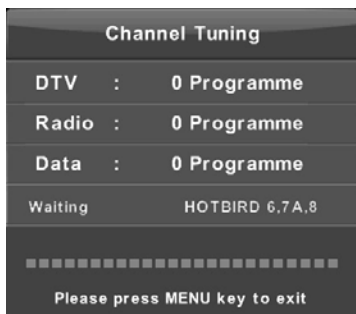 Channel Tuning
DTV : 0 Programme
Radio : 0 Programme
Data : 0 Programme
Waiting HOTBIRD 6,7A,8
Please press MENU key to exit